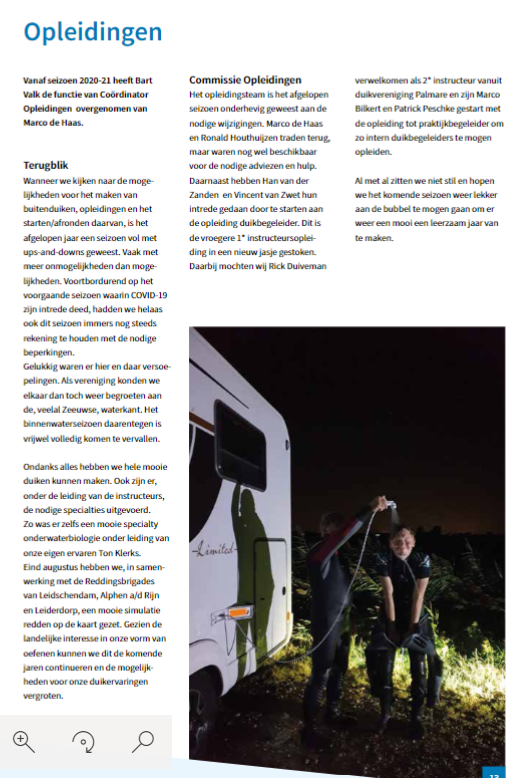 Opleidingen
Vanaf seizoen 2020-21 heeft Bart
Valk de functie van Coördinator
Opleidingen overgenomen van
Marco de Haas.
Terugblik
Wanneer we kijken naar de moge-
lijkheden voor het maken van
buitenduiken, opleidingen en het
starten/afronden daarvan, is het
afgelopen jaar een seizoen vol met
ups-and-downs geweest. Vaak met
meer onmogelijkheden dan moge-
lijkheden. Voortbordurend op het
voorgaande seizoen waarin COVID-19
zijn intrede deed, hadden we helaas
ook dit seizoen immers nog steeds
rekening te houden met de nodige
beperkingen.
Gelukkig waren er hier en daar versoe-
pelingen. Als vereniging konden we
elkaar dan toch weer begroeten aan
de, veelal Zeeuwse, waterkant. Het
binnenwaterseizoen daarentegen is
vrijwel volledig komen te vervallen.
Ondanks alles hebben we hele mooie
duiken kunnen maken. Ook zijn er,
onder de leiding van de instructeurs,
de nodige specialties uitgevoerd.
Zo was er zelfs een mooie specialty
onderwaterbiologie onder leiding van
onze eigen ervaren Ton Klerks.
Eind augustus hebben we, in samen-
werking met de Reddingsbrigades
van Leidschendam, Alphen a/d Rijn
en Leiderdorp, een mooie simulatie
redden op de kaart gezet. Gezien de
landelijke interesse in onze vorm van
oefenen kunnen we dit de komende
jaren continueren en de mogelijk-
heden voor onze duikervaringen
vergroten.
Commissie Opleidingen
Het opleidingsteam is het afgelopen
seizoen onderhevig geweest aan de
nodige wijzigingen. Marco de Haas
en Ronald Houthuijzen traden terug,
maar waren nog wel beschikbaar
voor de nodige adviezen en hulp.
Daarnaast hebben Han van der
Zanden en Vincent van Zwet hun
intrede gedaan door te starten aan
de opleiding duikbegeleider. Dit is
de vroegere 1* instructeursoplei-
ding in een nieuw jasje gestoken.
Daarbij mochten wij Rick Duiveman
verwelkomen als 2* instructeur vanuit
duikvereniging Palmare en zijn Marco
Bilkert en Patrick Peschke gestart met
de opleiding tot praktijkbegeleider om
zo intern duikbegeleiders te mogen
opleiden.
Al met al zitten we niet stil en hopen
we het komende seizoen weer lekker
aan de bubbel te mogen gaan om er
weer een mooi een leerzaam jaar van
te maken.
Limited
13